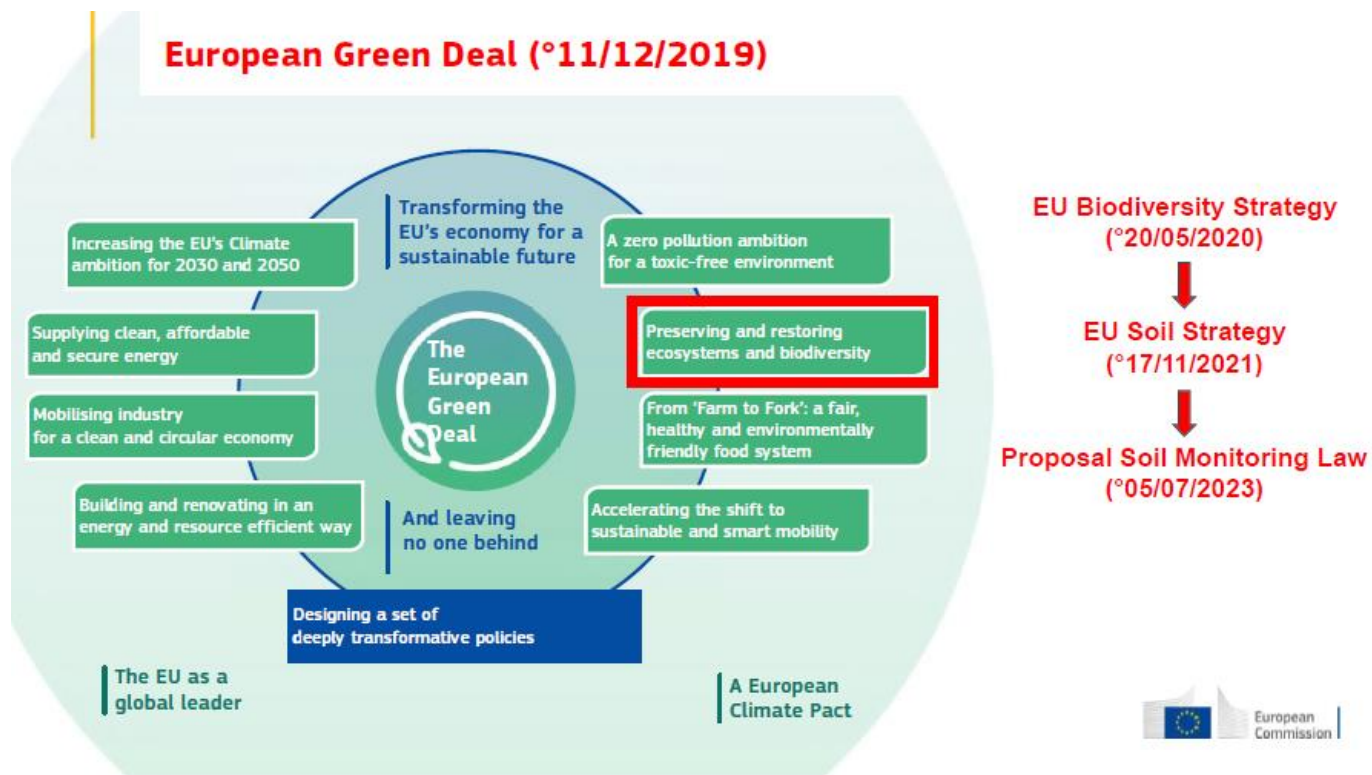 European Green Deal (°11/12/2019)
Transforming the
EU's economy for a
sustainable future
Increasing the EU's Climate
ambition for 2030 and 2050
Supplying clean, affordable
and secure energy
Mobilising industry
for a clean and circular economy
Building and renovating in an
energy and resource efficient way
The
European
Green
Deal
A zero pollution ambition
for a toxic-free environment
Preserving and restoring
ecosystems and biodiversity
From 'Farm to Fork': a fair,
healthy and environmentally
friendly food system
Accelerating the shift to
sustainable and smart mobility
And leaving
no one behind
Designing a set of
deeply transformative policies
The EU as a
global leader
A European
Climate Pact
EU Biodiversity Strategy
(°20/05/2020)
EU Soil Strategy
(°17/11/2021)
Proposal Soil Monitoring Law
(°05/07/2023)
European
Commission